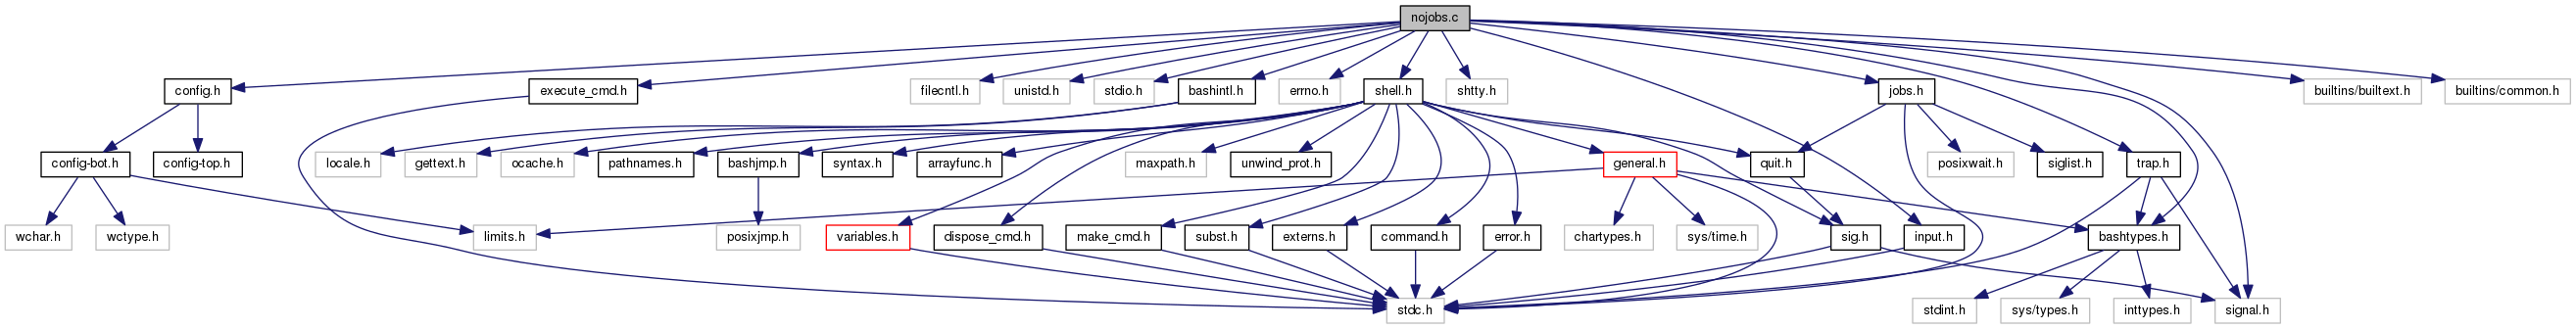 nojobs.c
config.h
execute_cmd.h
filecntl.h
unistd.h
stdio.h
bashintl.h
errno.h
shell.h
shtty.h
jobs.h
builtins/builtext.h
builtins/common.h
config-bot.h
config-top.h
locale.h
gettext.h
ocache.h
pathnames.h
bashjmp.h
syntax.h
arrayfunc.h
maxpath.h
unwind_prot.h
general.h
quit.h
posixwait.h
siglist.h
trap.h
wchar.h
wctype.h
limits.h
posixjmp.h
variables.h
dispose_cmd.h
make_cmd.h
subst.h
externs.h
command.h
error.h
chartypes.h
sys/time.h
sig.h
input.h
bashtypes.h
stdc.h
stdint.h
sys/types.h
inttypes.h
signal.h